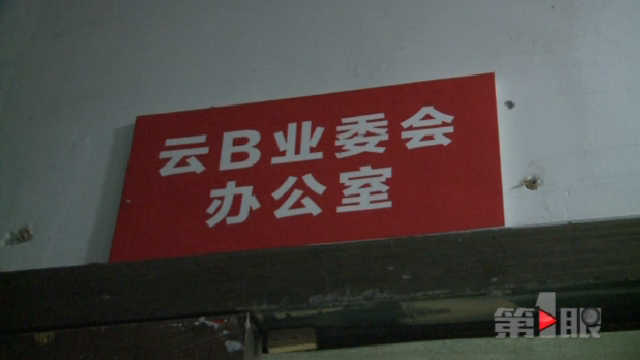 云B业委会
办公室
第1眼